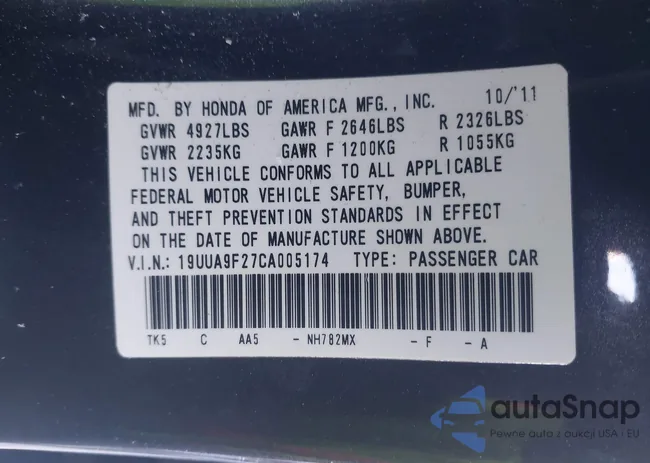 MFD. BY HONDA OF AMERICA MFG., INC. 10/'11
GVWR 4927LBS GAWR F 2646LBS R 2326LBS
GVWR 2235KG GAWR F 1200KG R 1055KG
THIS VEHICLE CONFORMS TO ALL APPLICABLE
FEDERAL MOTOR VEHICLE SAFETY, BUMPER,
AND THEFT PREVENTION STANDARDS IN EFFECT
ON THE DATE OF MANUFACTURE SHOWN ABOVE.
V.I.N.: 19UUA9F27CA005174 TYPE: PASSENGER CAR
TK5 C AA5 - NH782MX - F - A
autaSnap
Pewne auta z aukcji USA i EU